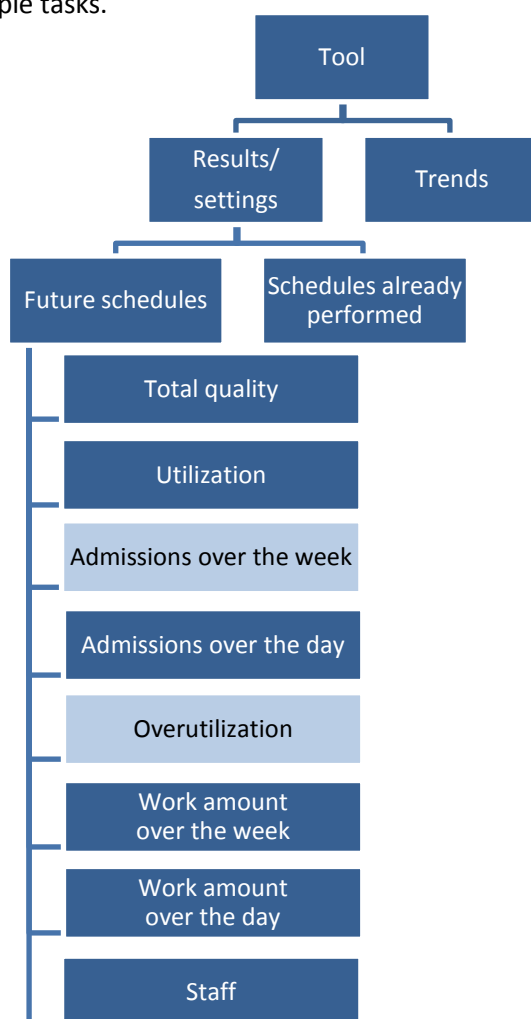 tasks.
Tool
Results/
settings
Trends
Future schedules
Schedules already
performed
Total quality
Utilization
Admissions over the week
Admissions over the day
Overutilization
Work amount
over the week
Work amount
over the day
Staff